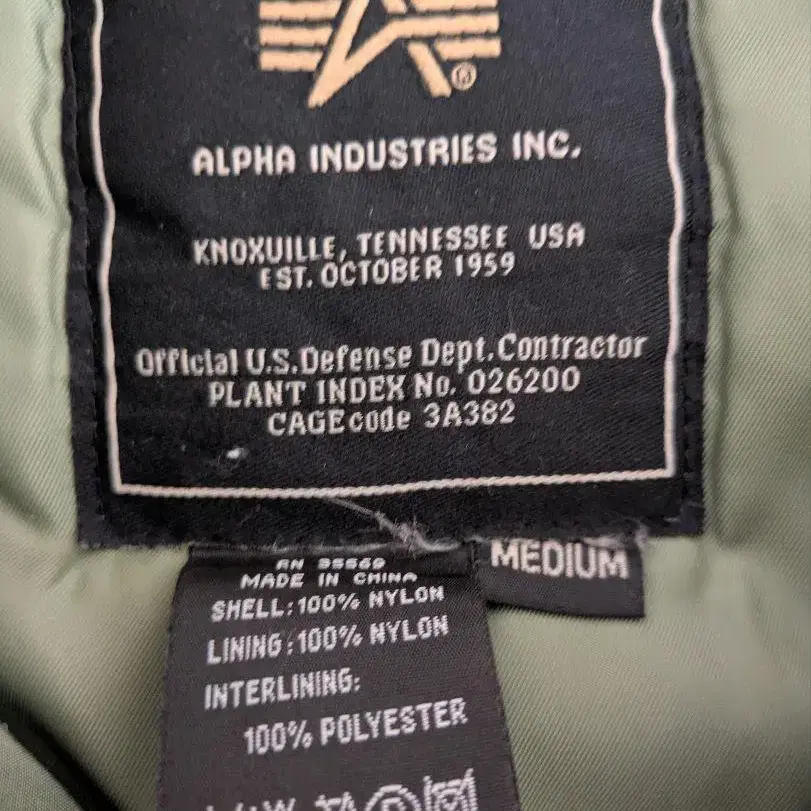 ALPHA INDUSTRIES INC.
KNOXVILLE, TENNESSEE USA
EST. OCTOBER 1959
Official U.S. Defense Dept. Contractor
PLANT INDEX No. 026200
CAGE code 3A382
MEDIUM
MADE IN CHINA
SHELL: 100% NYLON
LINING: 100% NYLON
INTERLINING:
100% POLYESTER